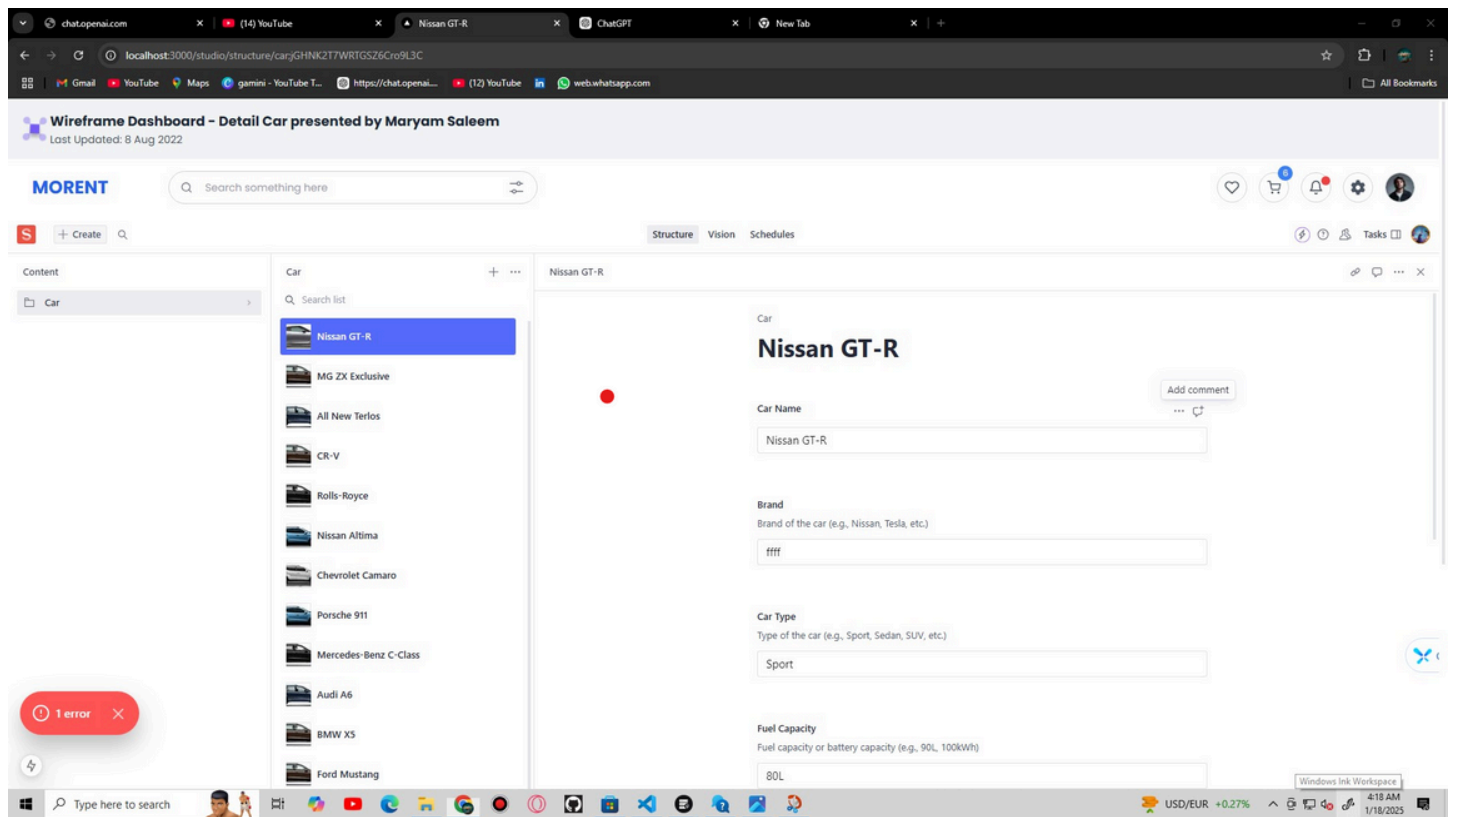 chat.openai.com
(14) YouTube
Nissan GT-R
ChatGPT
New Tab
localhost:3000/studio/structure/car;jGHNK2T7WRTGSZ6Cro9L3C
Gmail
YouTube
Maps
gamini - YouTube T...
https://chat.openai....
(12) YouTube
web.whatsapp.com
All Bookmarks
Wireframe Dashboard - Detail Car presented by Maryam Saleem
Last Updated: 8 Aug 2022
MORENT
Search something here
6
S
Create
Structure
Vision
Schedules
Tasks
Content
Car
Nissan GT-R
Car
Search list
Nissan GT-R
MG ZX Exclusive
All New Terlos
CR-V
Rolls-Royce
Nissan Altima
Chevrolet Camaro
Porsche 911
Mercedes-Benz C-Class
Audi A6
BMW X5
Ford Mustang
Car
Nissan GT-R
Add comment
Car Name
Nissan GT-R
Brand
Brand of the car (e.g., Nissan, Tesla, etc.)
ffff
Car Type
Type of the car (e.g., Sport, Sedan, SUV, etc.)
Sport
Fuel Capacity
Fuel capacity or battery capacity (e.g., 90L, 100kWh)
80L
1 error
Windows Ink Workspace
Type here to search
USD/EUR +0.27%
4:18 AM
1/18/2025